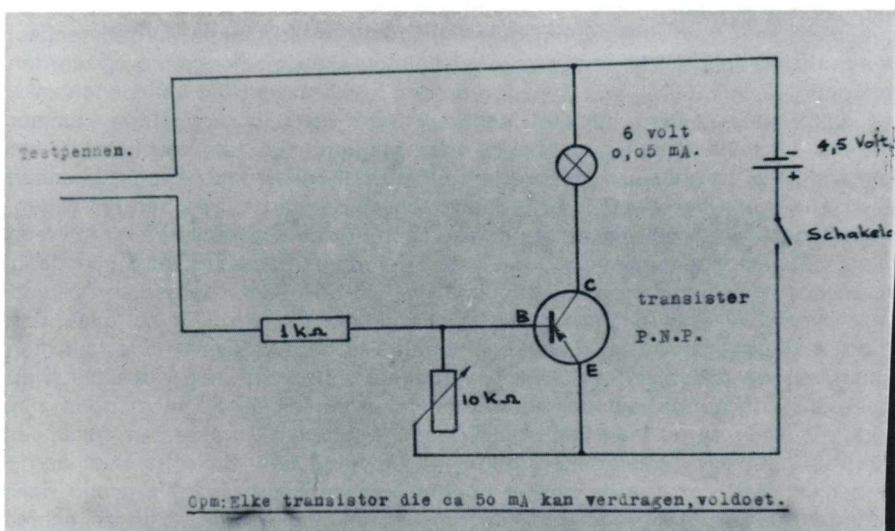 6 volt
0,05 mA.
Testpennen.
-
4,5 Volt.
+
Schakel
C
transister
B
P.N.P.
1kΩ
E
10KΩ
Opm:Elke transistor die ca 50 mA kan verdragen,voldoet.